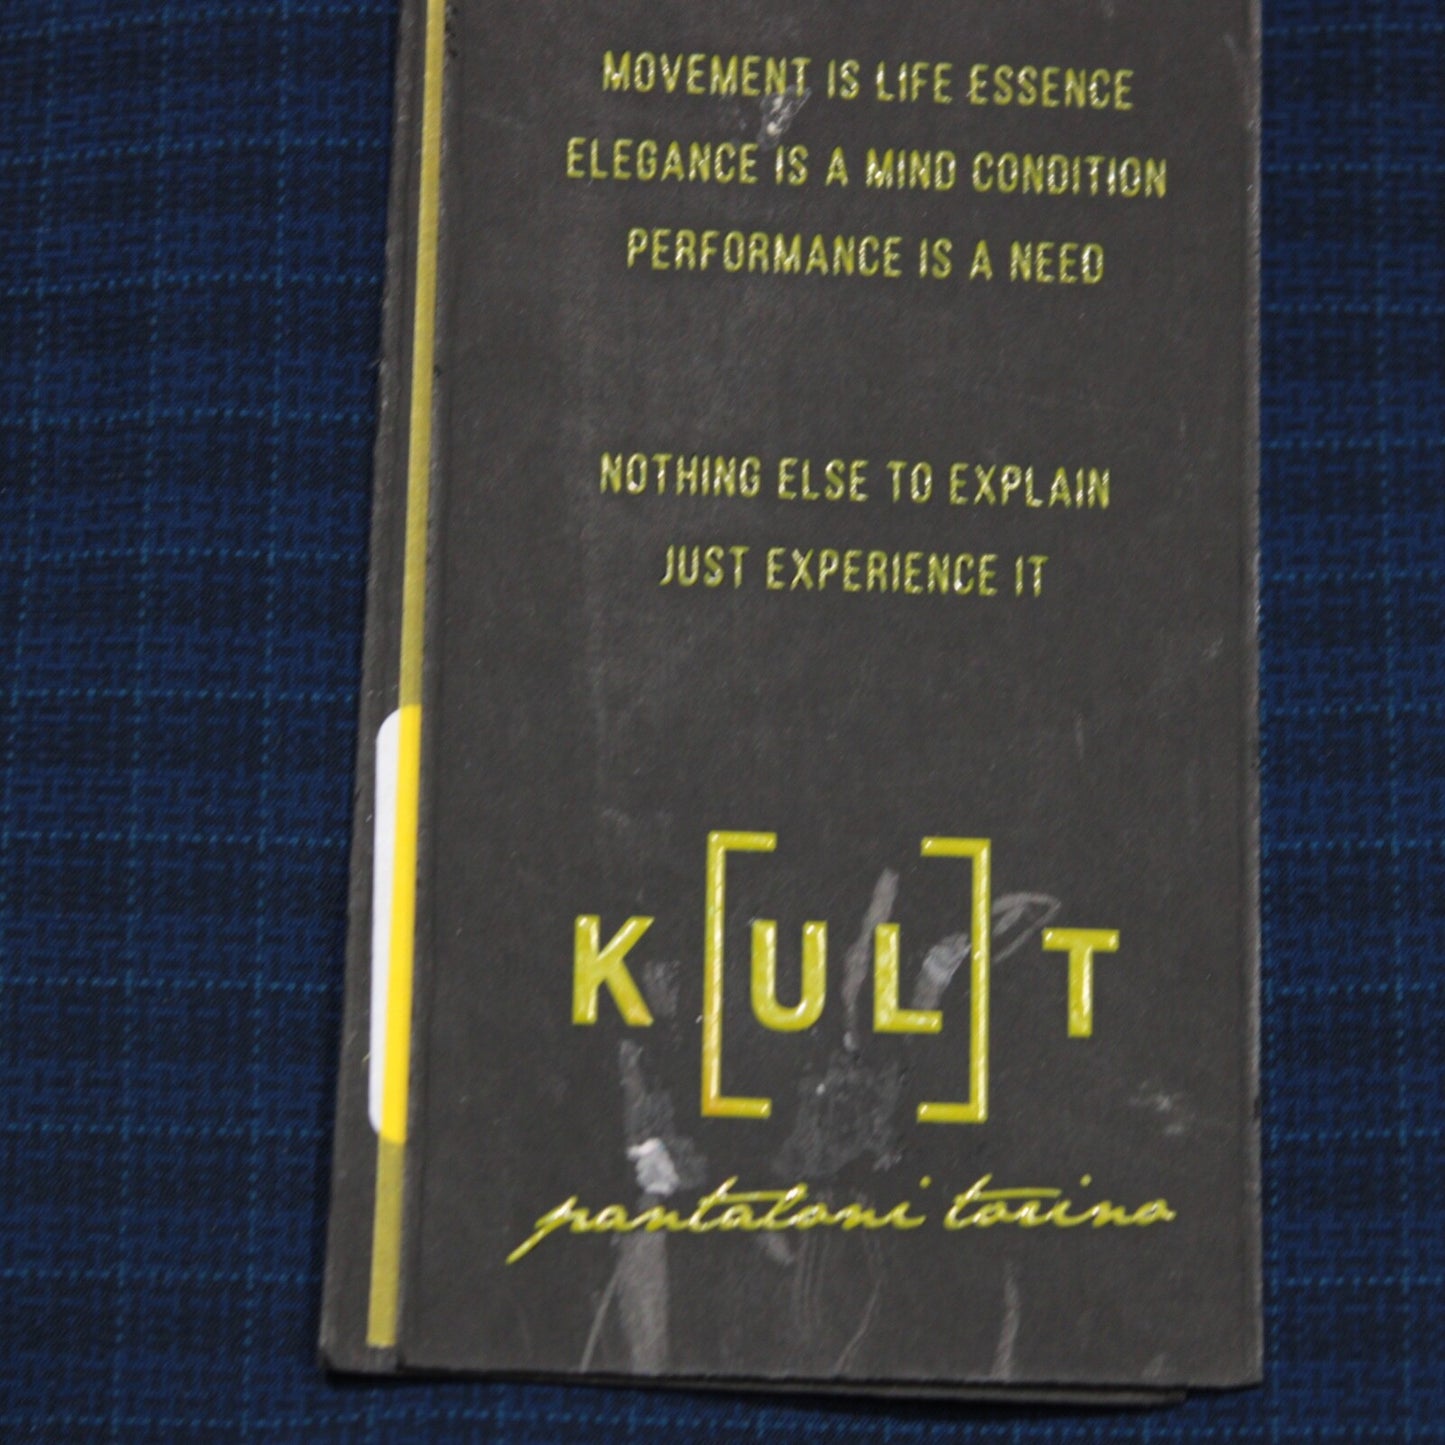 MOVEMENT IS LIFE ESSENCE
ELEGANCE IS A MIND CONDITION
PERFORMANCE IS A NEED
NOTHING ELSE TO EXPLAIN
JUST EXPERIENCE IT
K[UL]T
pantaloni torino